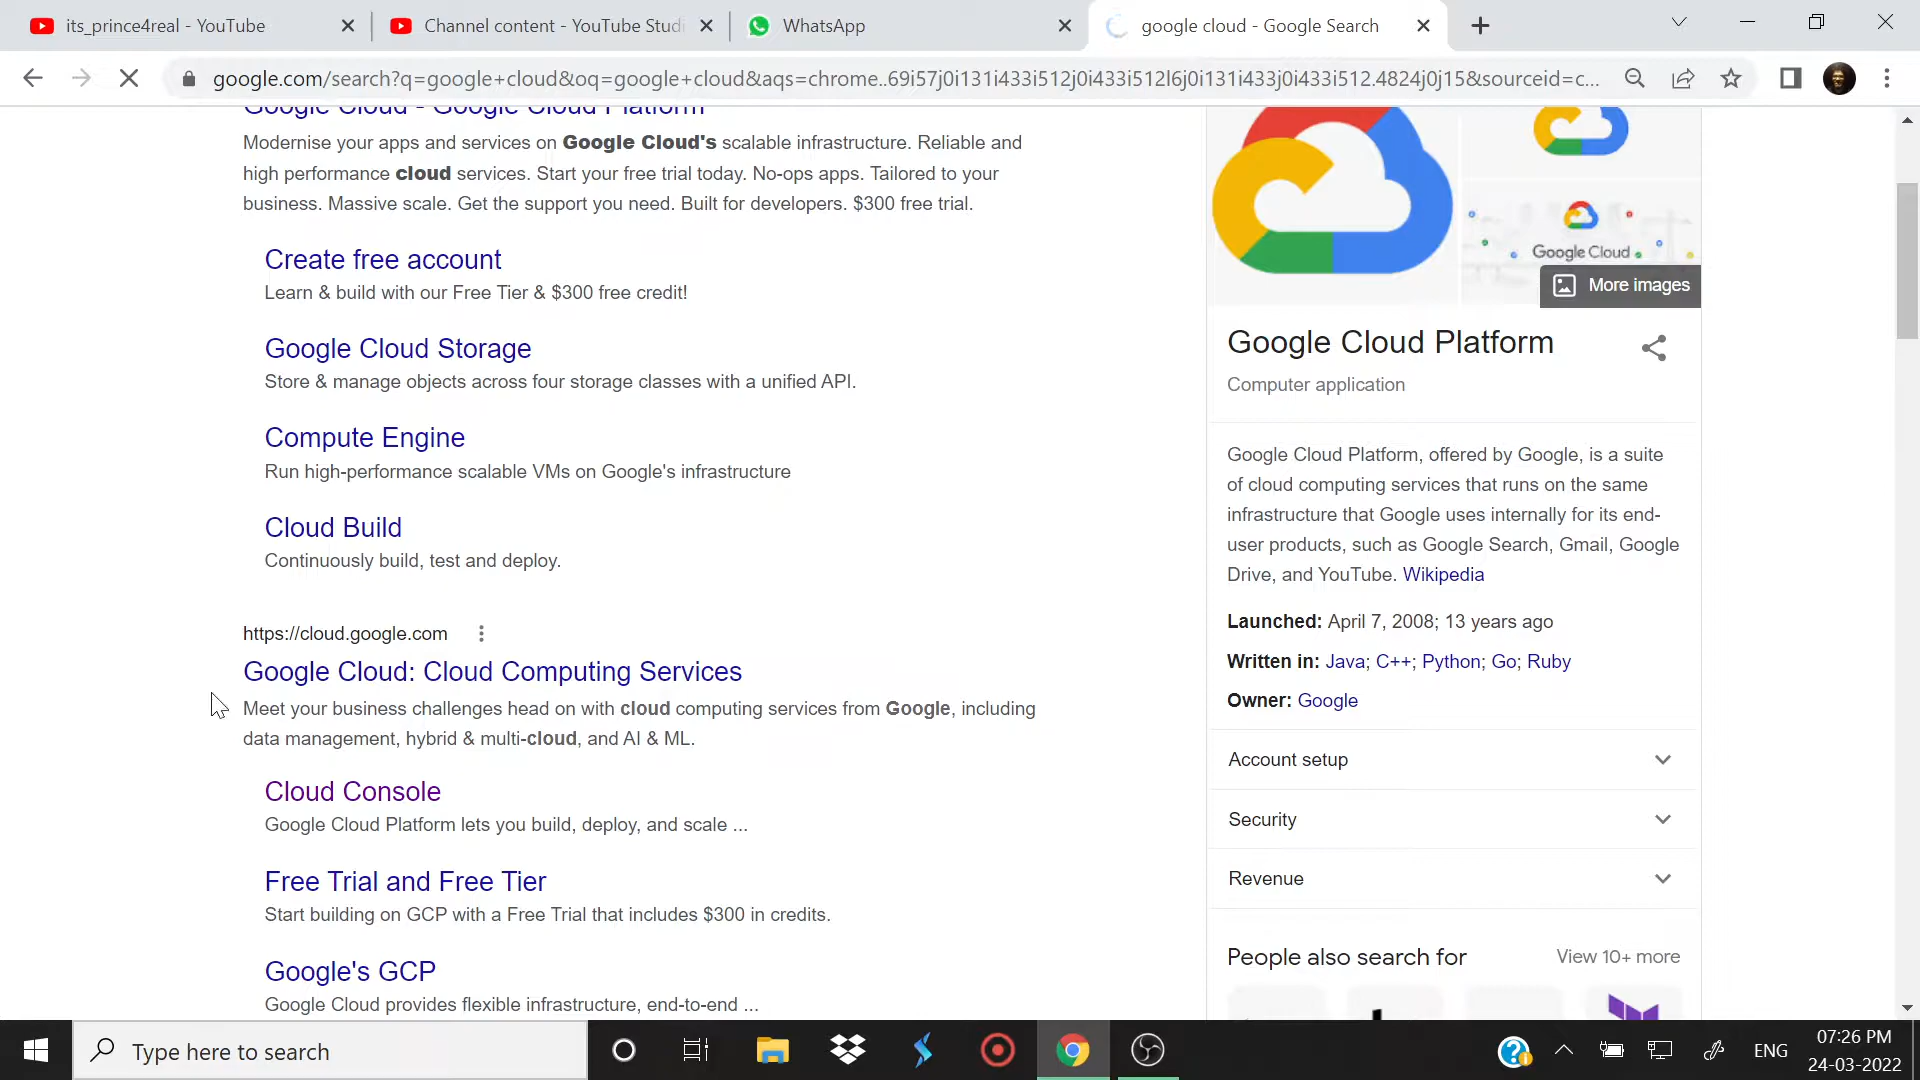 its_prince4real - YouTube
Channel content - YouTube Studi
WhatsApp
google cloud - Google Search
google.com/search?q=google+cloud&oq=google+cloud&aqs=chrome..69i57j0i131i433i512j0i433i512l6j0i131i433j0i433i512.4824j0j15&sourceid=c...
Google Cloud - Google Cloud Platform
Modernise your apps and services on Google Cloud's scalable infrastructure. Reliable and
high performance cloud services. Start your free trial today. No-ops apps. Tailored to your
business. Massive scale. Get the support you need. Built for developers. $300 free trial.
Create free account
Learn & build with our Free Tier & $300 free credit!
Google Cloud Storage
Store & manage objects across four storage classes with a unified API.
Compute Engine
Run high-performance scalable VMs on Google's infrastructure
Cloud Build
Continuously build, test and deploy.
https://cloud.google.com
Google Cloud: Cloud Computing Services
Meet your business challenges head on with cloud computing services from Google, including
data management, hybrid & multi-cloud, and AI & ML.
Cloud Console
Google Cloud Platform lets you build, deploy, and scale ...
Free Trial and Free Tier
Start building on GCP with a Free Trial that includes $300 in credits.
Google's GCP
Google Cloud provides flexible infrastructure, end-to-end ...
Google Cloud
More images
Google Cloud Platform
Computer application
Google Cloud Platform, offered by Google, is a suite
of cloud computing services that runs on the same
infrastructure that Google uses internally for its end-
user products, such as Google Search, Gmail, Google
Drive, and YouTube. Wikipedia
Launched: April 7, 2008; 13 years ago
Written in: Java; C++; Python; Go; Ruby
Owner: Google
Account setup
Security
Revenue
People also search for
View 10+ more
Type here to search
ENG
07:26 PM
24-03-2022